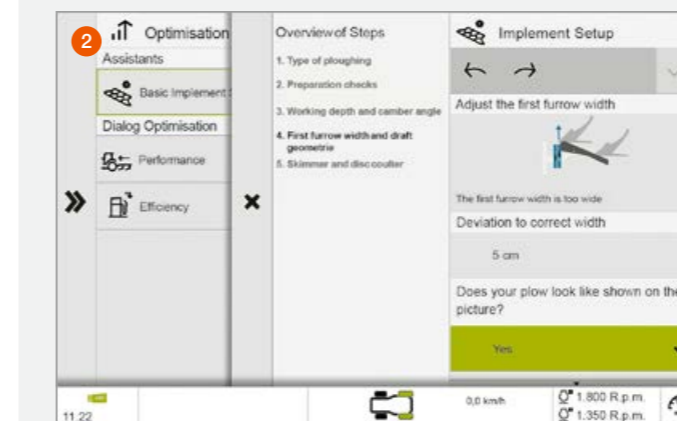 2
Optimisation
Assistants
Basic Implement
Dialog Optimisation
Performance
Efficiency
Overview of Steps
1. Type of ploughing
2. Preparation checks
3. Working depth and camber angle
4. First furrow width and draft
geometrie
5. Skimmer and disc coulter
Implement Setup
Adjust the first furrow width
The first furrow width is too wide
Deviation to correct width
5 cm
Does your plow look like shown on the
picture?
Yes
11.22
0,0 km/h
1.800 R.p.m.
1.350 R.p.m.